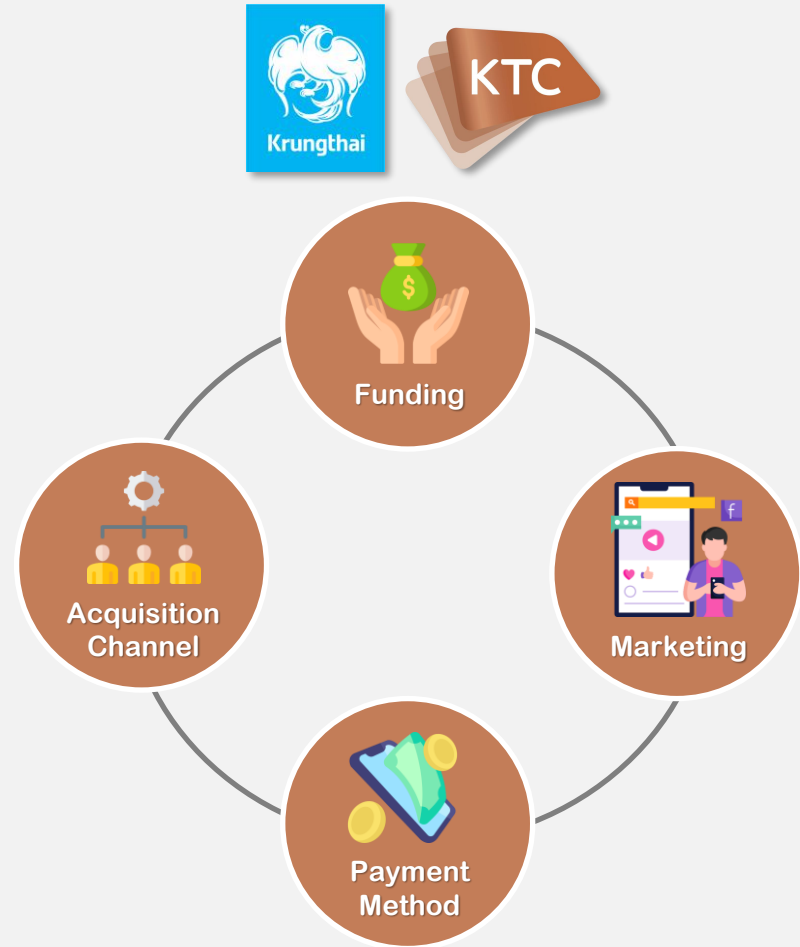 Krungthai
KTC
$
Funding
Acquisition
Channel
f
Marketing
Payment
Method